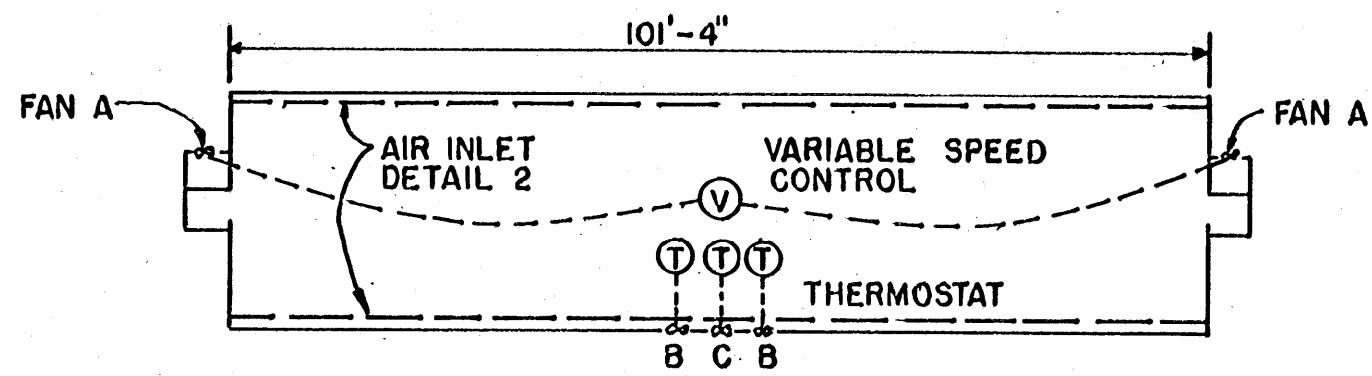 101'-4"
FAN A
FAN A
AIR INLET
DETAIL 2
VARIABLE SPEED
CONTROL
V
T T T
THERMOSTAT
B C B